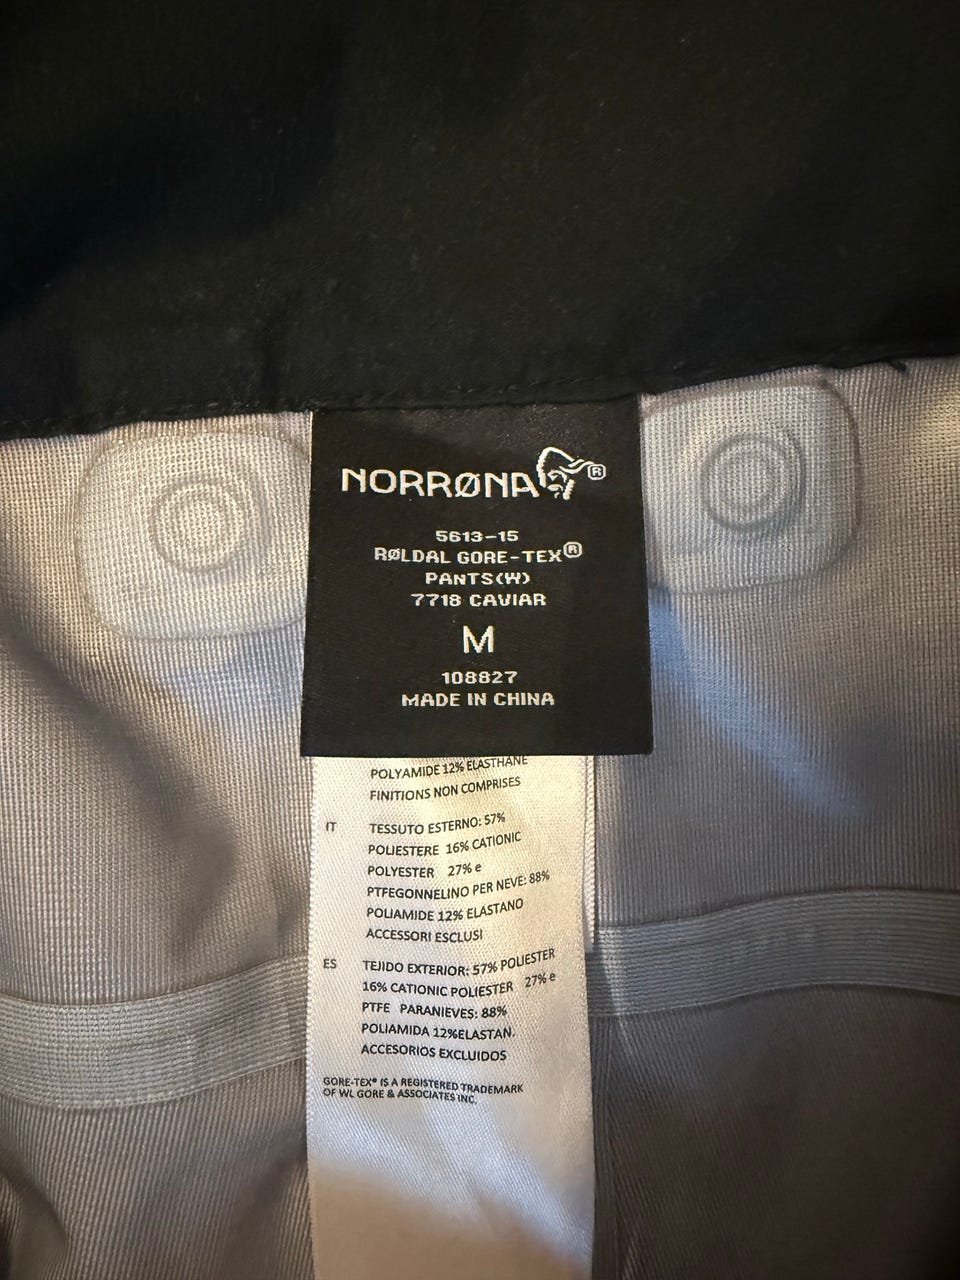 NORRØNA®
5613-15
RØLDAL GORE-TEX®
PANTS(W)
7718 CAVIAR
M
108827
MADE IN CHINA
POLYAMIDE 12% ELASTHANE
FINITIONS NON COMPRISES
IT TESSUTO ESTERNO: 57%
POLIESTERE 16% CATIONIC
POLYESTER 27% e
PTFEGONNELINO PER NEVE: 88%
POLIAMIDE 12% ELASTANO
ACCESSORI ESCLUSI
ES TEJIDO EXTERIOR: 57% POLIESTER
16% CATIONIC POLIESTER 27% e
PTFE PARANIEVES: 88%
POLIAMIDA 12%ELASTAN.
ACCESORIOS EXCLUIDOS
GORE-TEX® IS A REGISTERED TRADEMARK
OF WL GORE & ASSOCIATES INC.